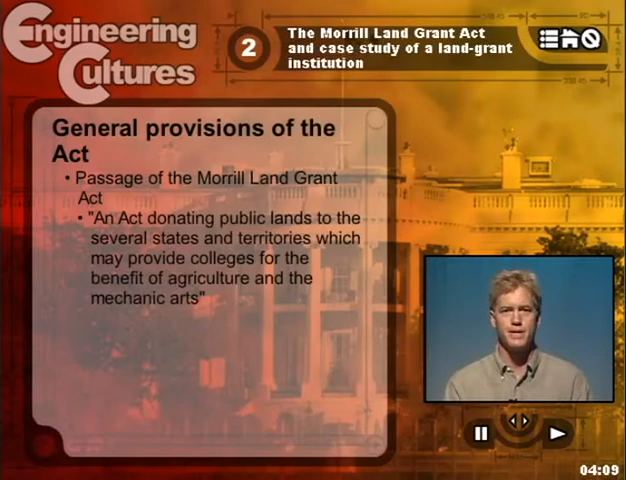 Engineering
Cultures
2
The Morrill Land Grant Act
and case study of a land-grant
institution
General provisions of the
Act
• Passage of the Morrill Land Grant
Act
• "An Act donating public lands to the
several states and territories which
may provide colleges for the
benefit of agriculture and the
mechanic arts"
04:09